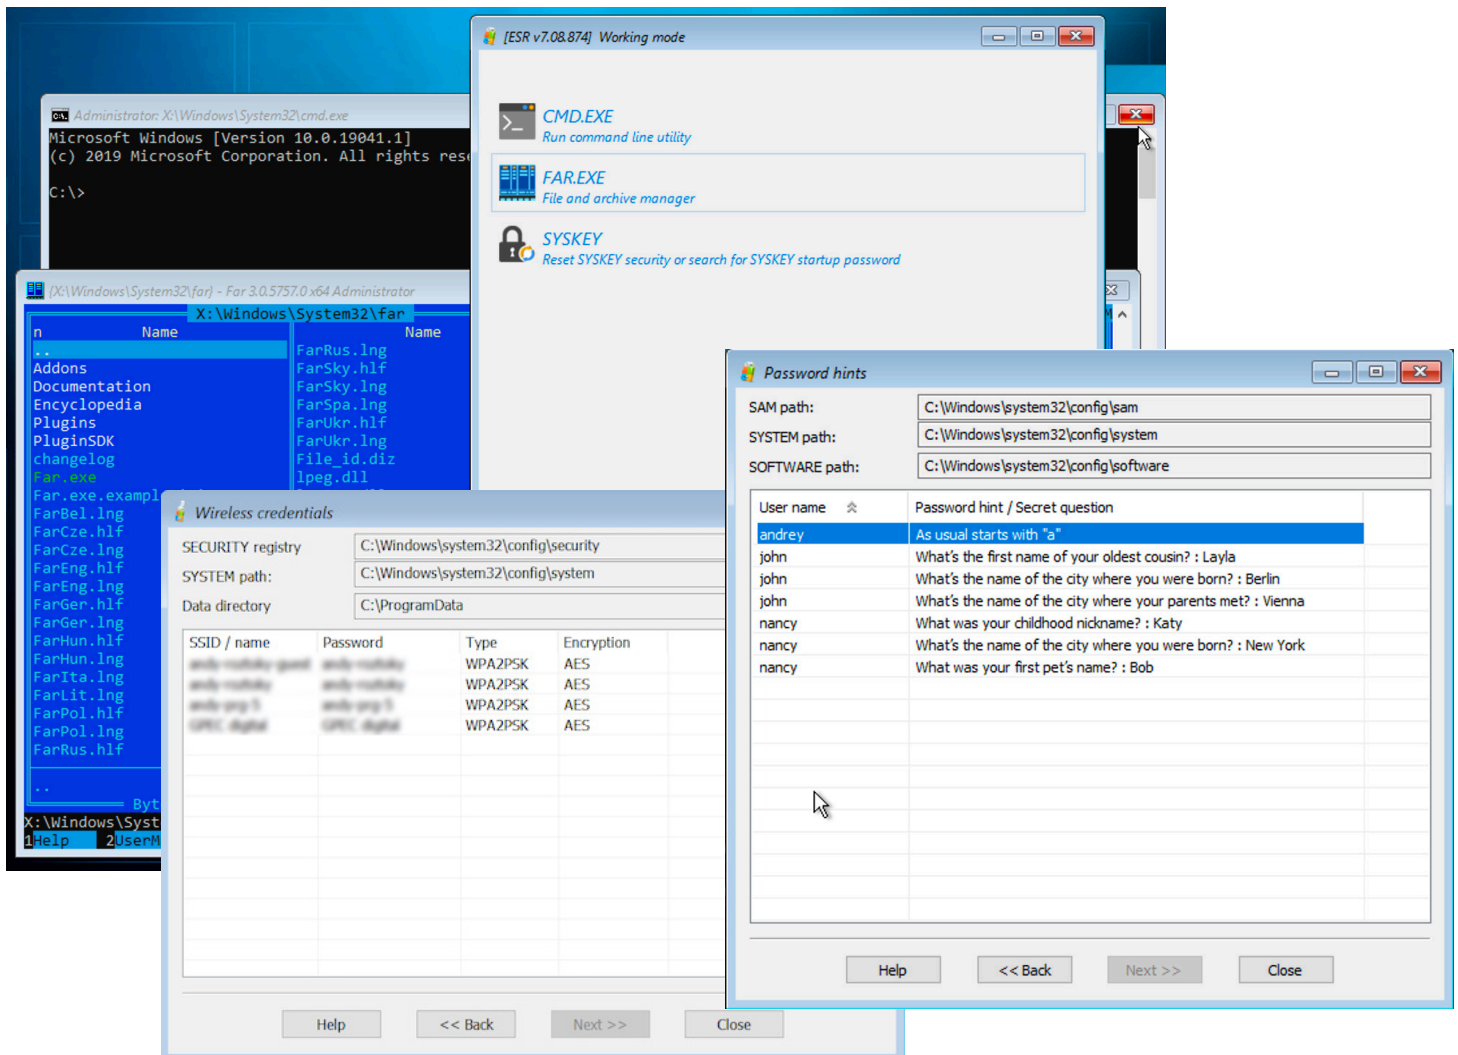 [ESR v7.08.874] Working mode
CMD.EXE
Run command line utility
FAR.EXE
File and archive manager
SYSKEY
Reset SYSKEY security or search for SYSKEY startup password
Administrator: X:\Windows\System32\cmd.exe
Microsoft Windows [Version 10.0.19041.1]
(c) 2019 Microsoft Corporation. All rights rese
C:\>
{X:\Windows\System32\far} - Far 3.0.5757.0 x64 Administrator
X:\Windows\System32\far
n Name Name
.. FarRus.lng
Addons FarSky.hlf
Documentation FarSky.lng
Encyclopedia FarSpa.lng
Plugins FarUkr.hlf
PluginSDK FarUkr.lng
changelog File_id.diz
Far.exe lpeg.dll
Far.exe.exampl
FarBel.lng
FarCze.hlf
FarCze.lng
FarEng.hlf
FarEng.lng
FarGer.hlf
FarGer.lng
FarHun.hlf
FarHun.lng
FarIta.lng
FarLit.lng
FarPol.hlf
FarPol.lng
FarRus.hlf
..
Byt
X:\Windows\Syst
1Help 2UserM
Wireless credentials
SECURITY registry C:\Windows\system32\config\security
SYSTEM path: C:\Windows\system32\config\system
Data directory C:\ProgramData
SSID / name Password Type Encryption
WPA2PSK AES
WPA2PSK AES
WPA2PSK AES
WPA2PSK AES
Help << Back Next >> Close
Password hints
SAM path: C:\Windows\system32\config\sam
SYSTEM path: C:\Windows\system32\config\system
SOFTWARE path: C:\Windows\system32\config\software
User name Password hint / Secret question
andrey As usual starts with "a"
john What's the first name of your oldest cousin? : Layla
john What's the name of the city where you were born? : Berlin
john What's the name of the city where your parents met? : Vienna
nancy What was your childhood nickname? : Katy
nancy What's the name of the city where you were born? : New York
nancy What was your first pet's name? : Bob
Help << Back Next >> Close